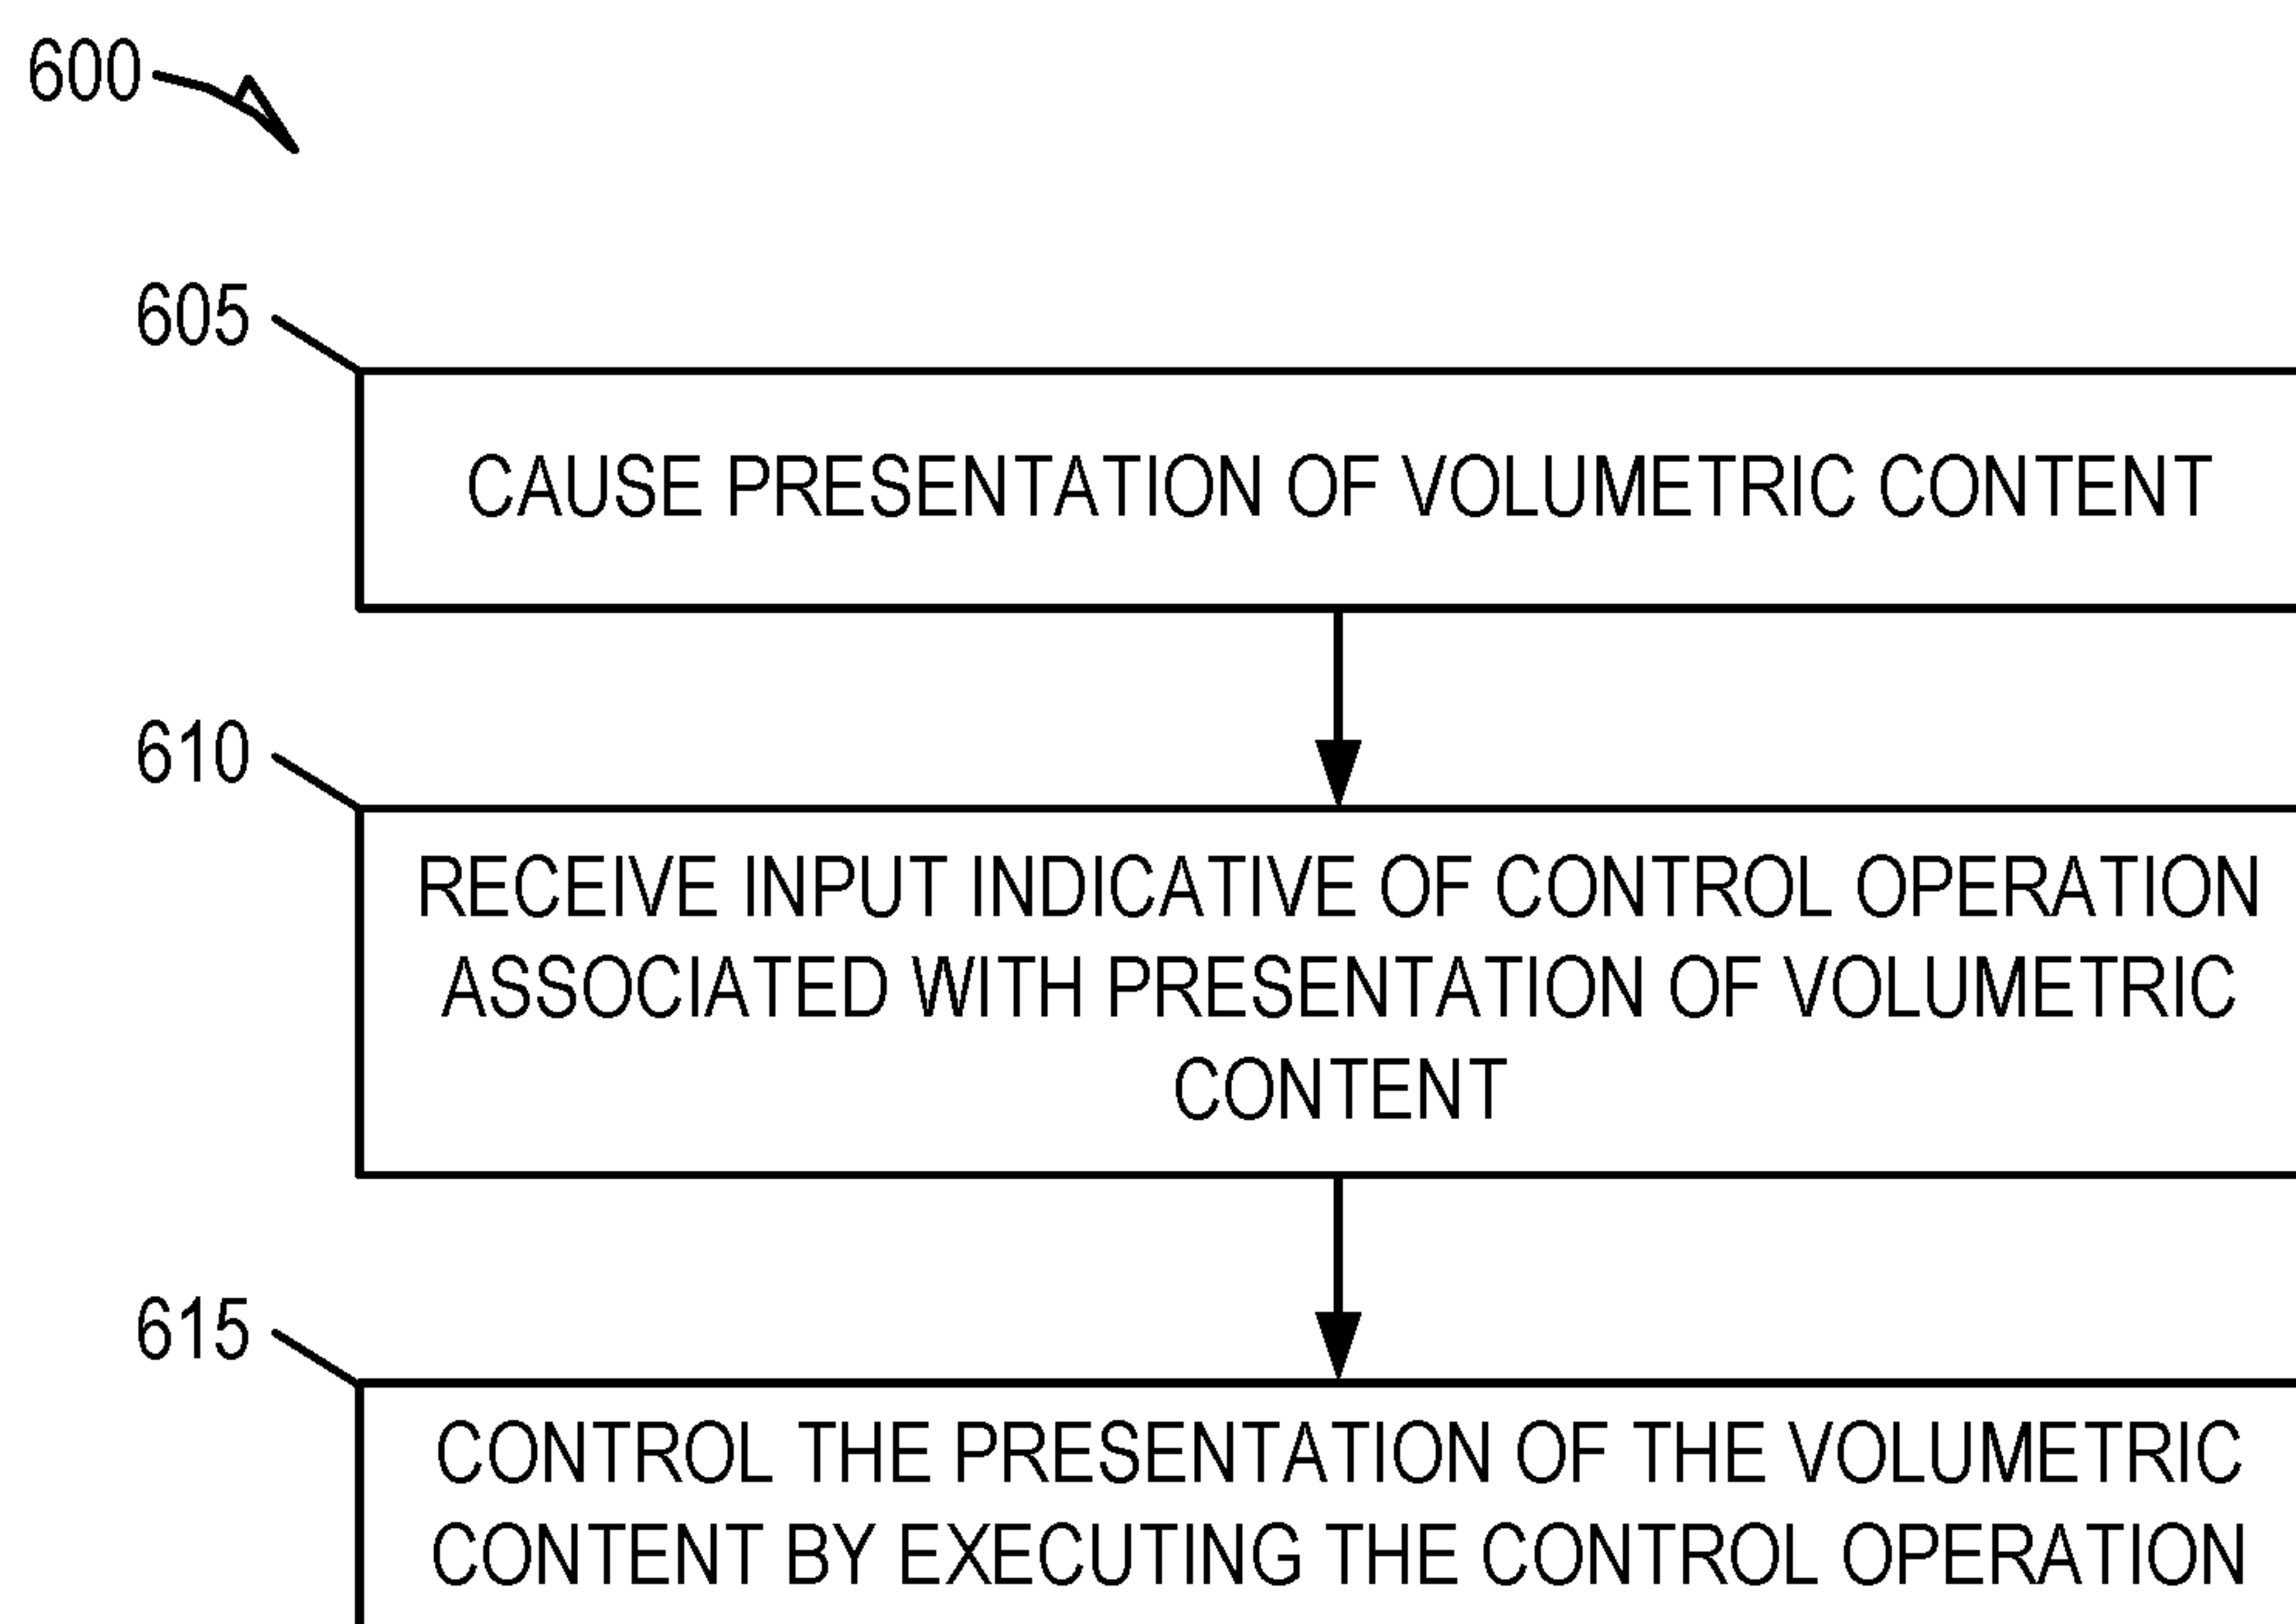 600
605
CAUSE PRESENTATION OF VOLUMETRIC CONTENT
610
RECEIVE INPUT INDICATIVE OF CONTROL OPERATION
ASSOCIATED WITH PRESENTATION OF VOLUMETRIC
CONTENT
615
CONTROL THE PRESENTATION OF THE VOLUMETRIC
CONTENT BY EXECUTING THE CONTROL OPERATION